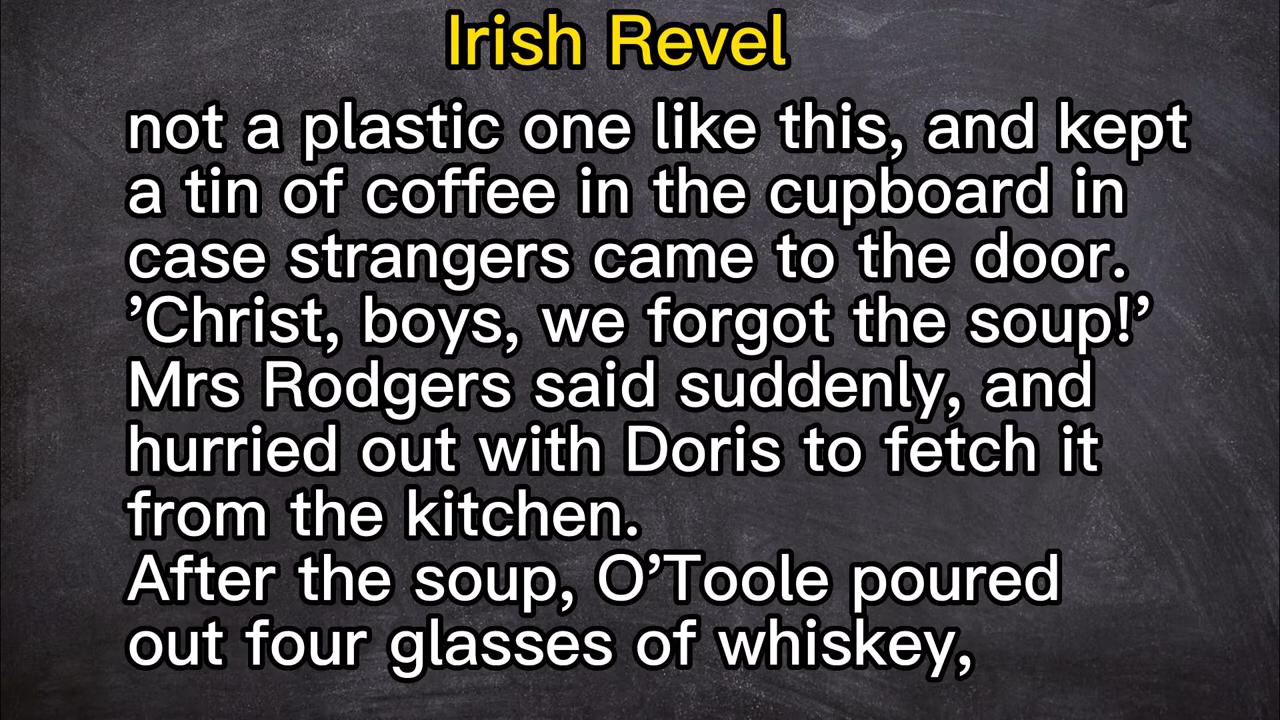 Irish Revel
not a plastic one like this, and kept
a tin of coffee in the cupboard in
case strangers came to the door.
’Christ, boys, we forgot the soup!’
Mrs Rodgers said suddenly, and
hurried out with Doris to fetch it
from the kitchen.
After the soup, O’Toole poured
out four glasses of whiskey,